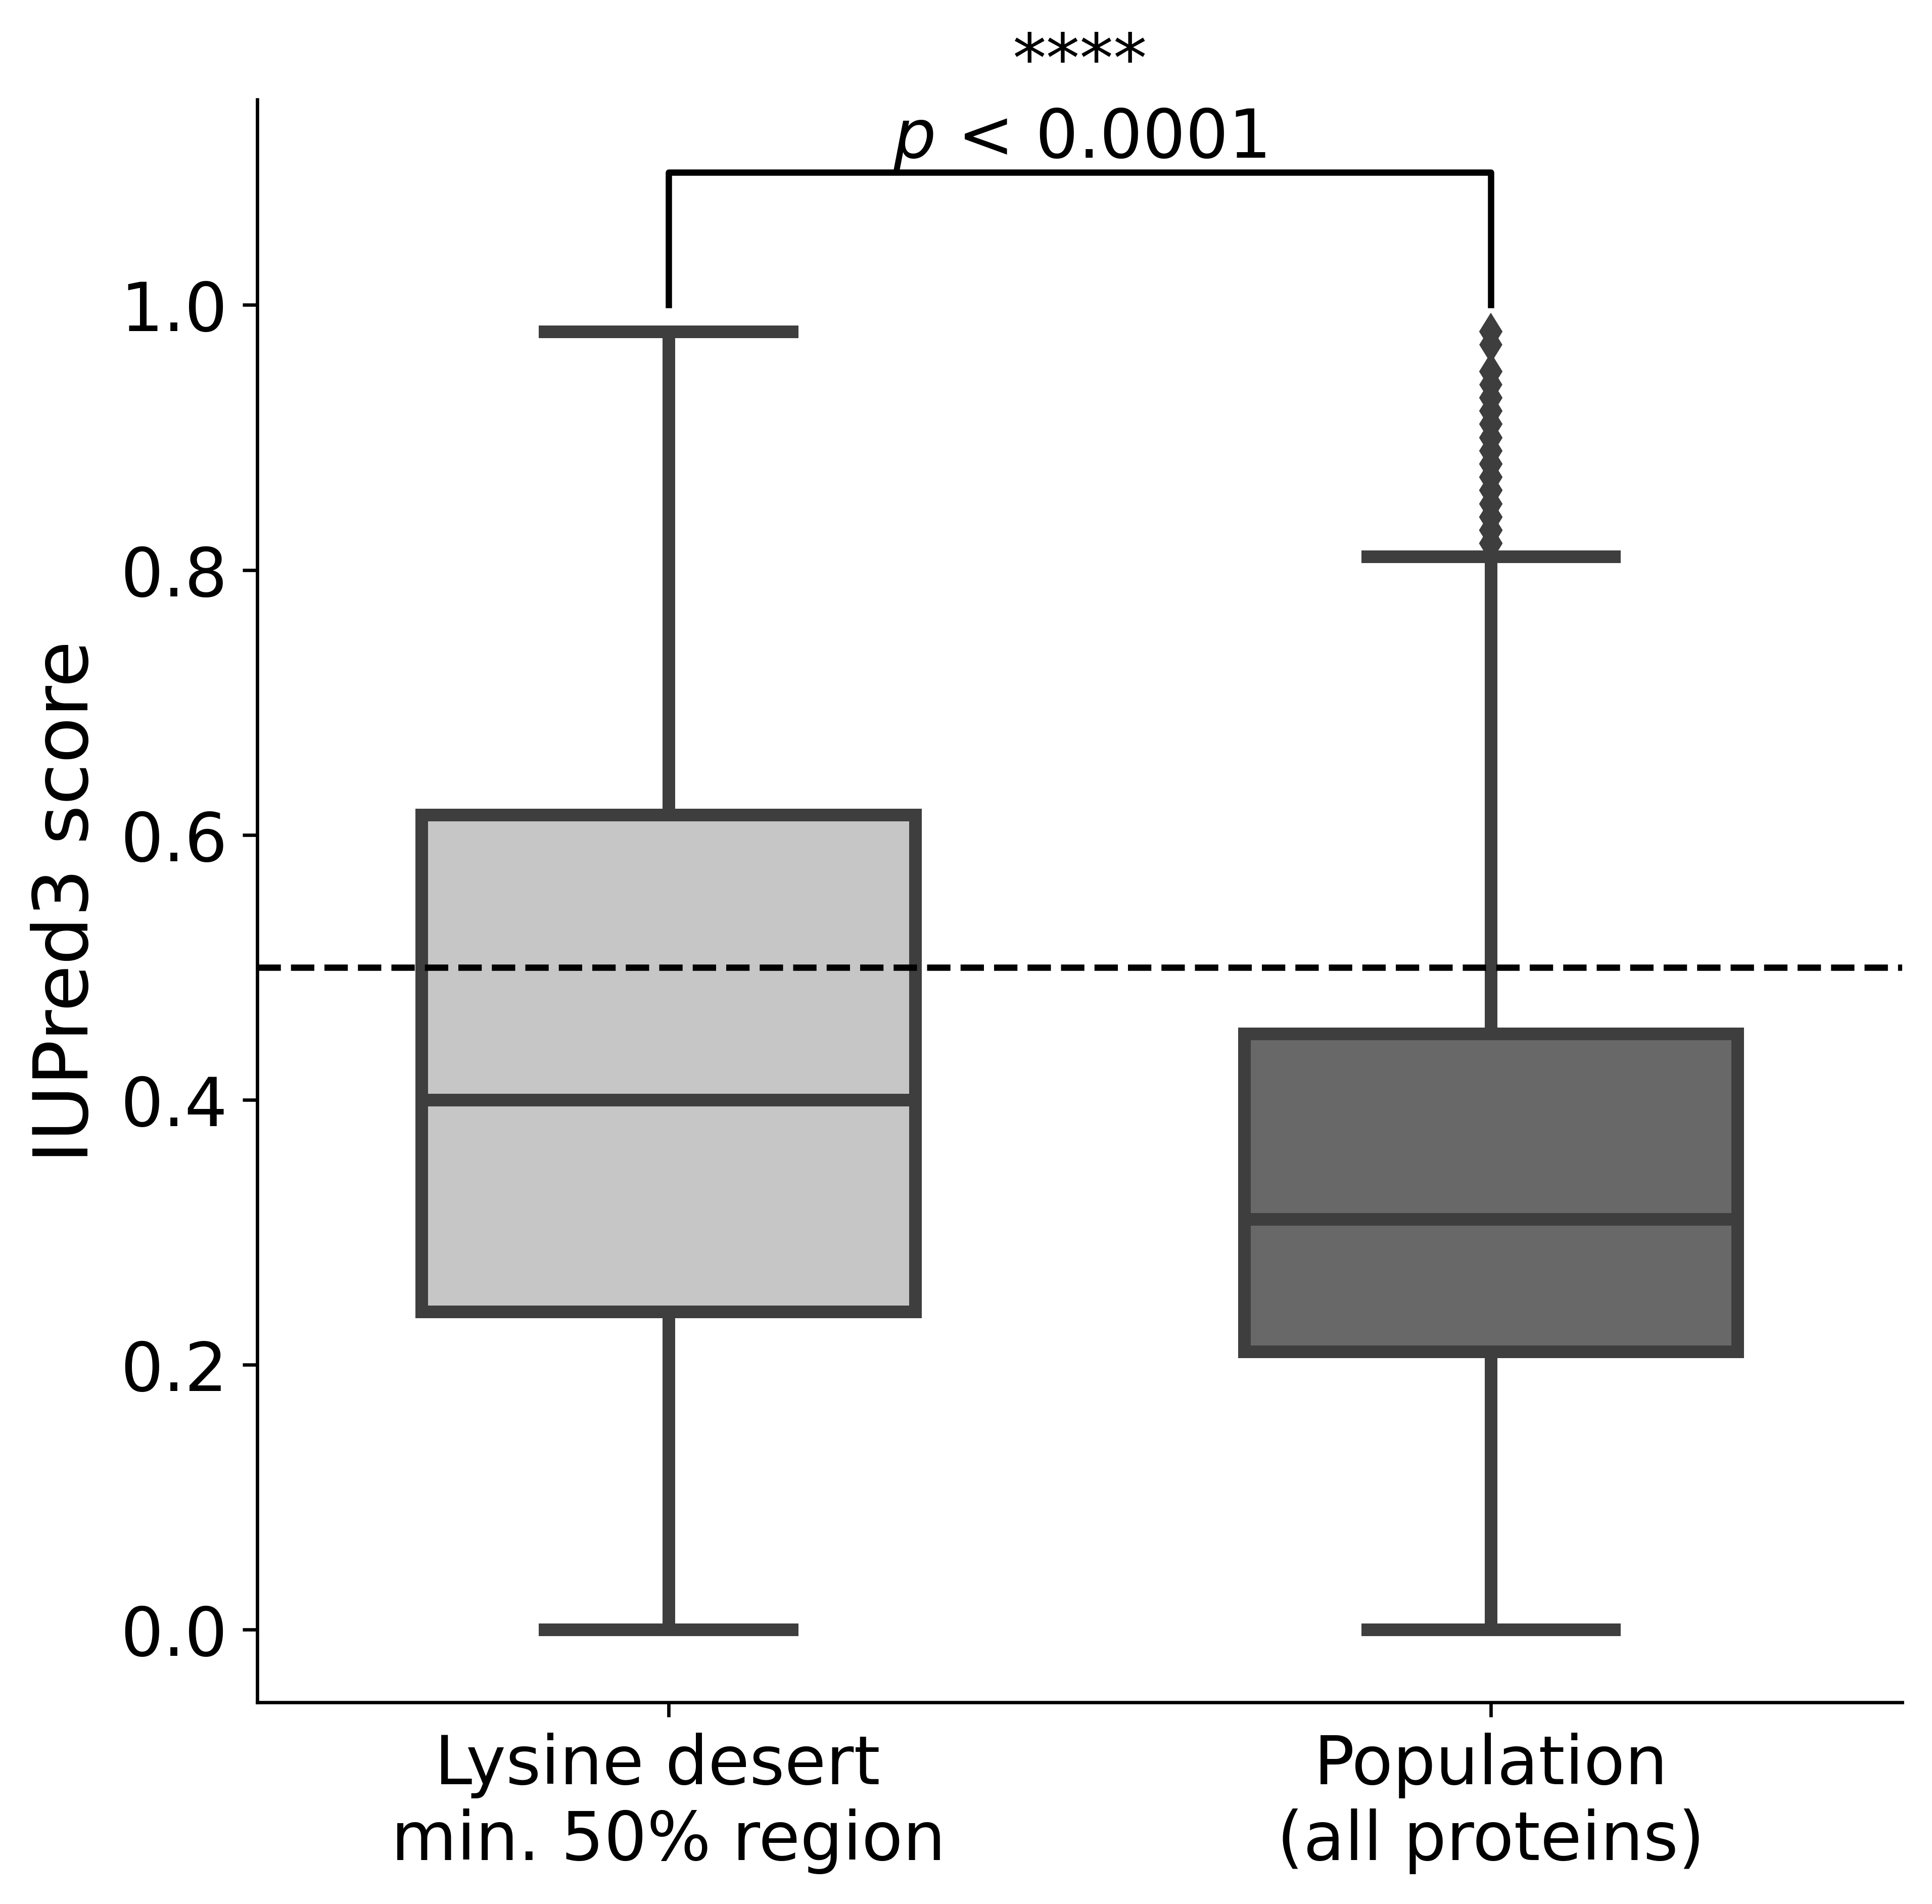 ****
p < 0.0001
IUPred3 score
1.0
0.8
0.6
0.4
0.2
0.0
Lysine desert
min. 50% region
Population
(all proteins)